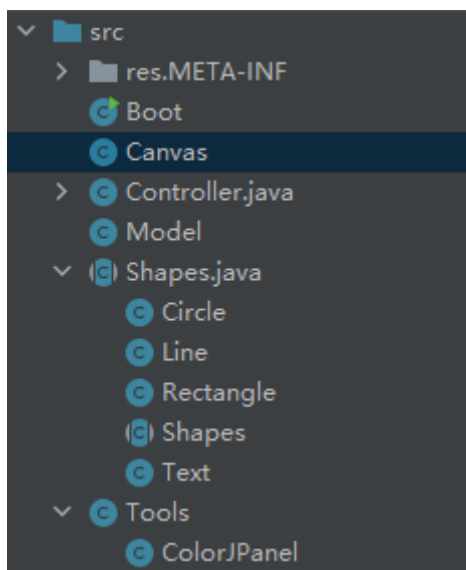 src
res.META-INF
Boot
Canvas
Controller.java
Model
Shapes.java
Circle
Line
Rectangle
Shapes
Text
Tools
ColorJPanel